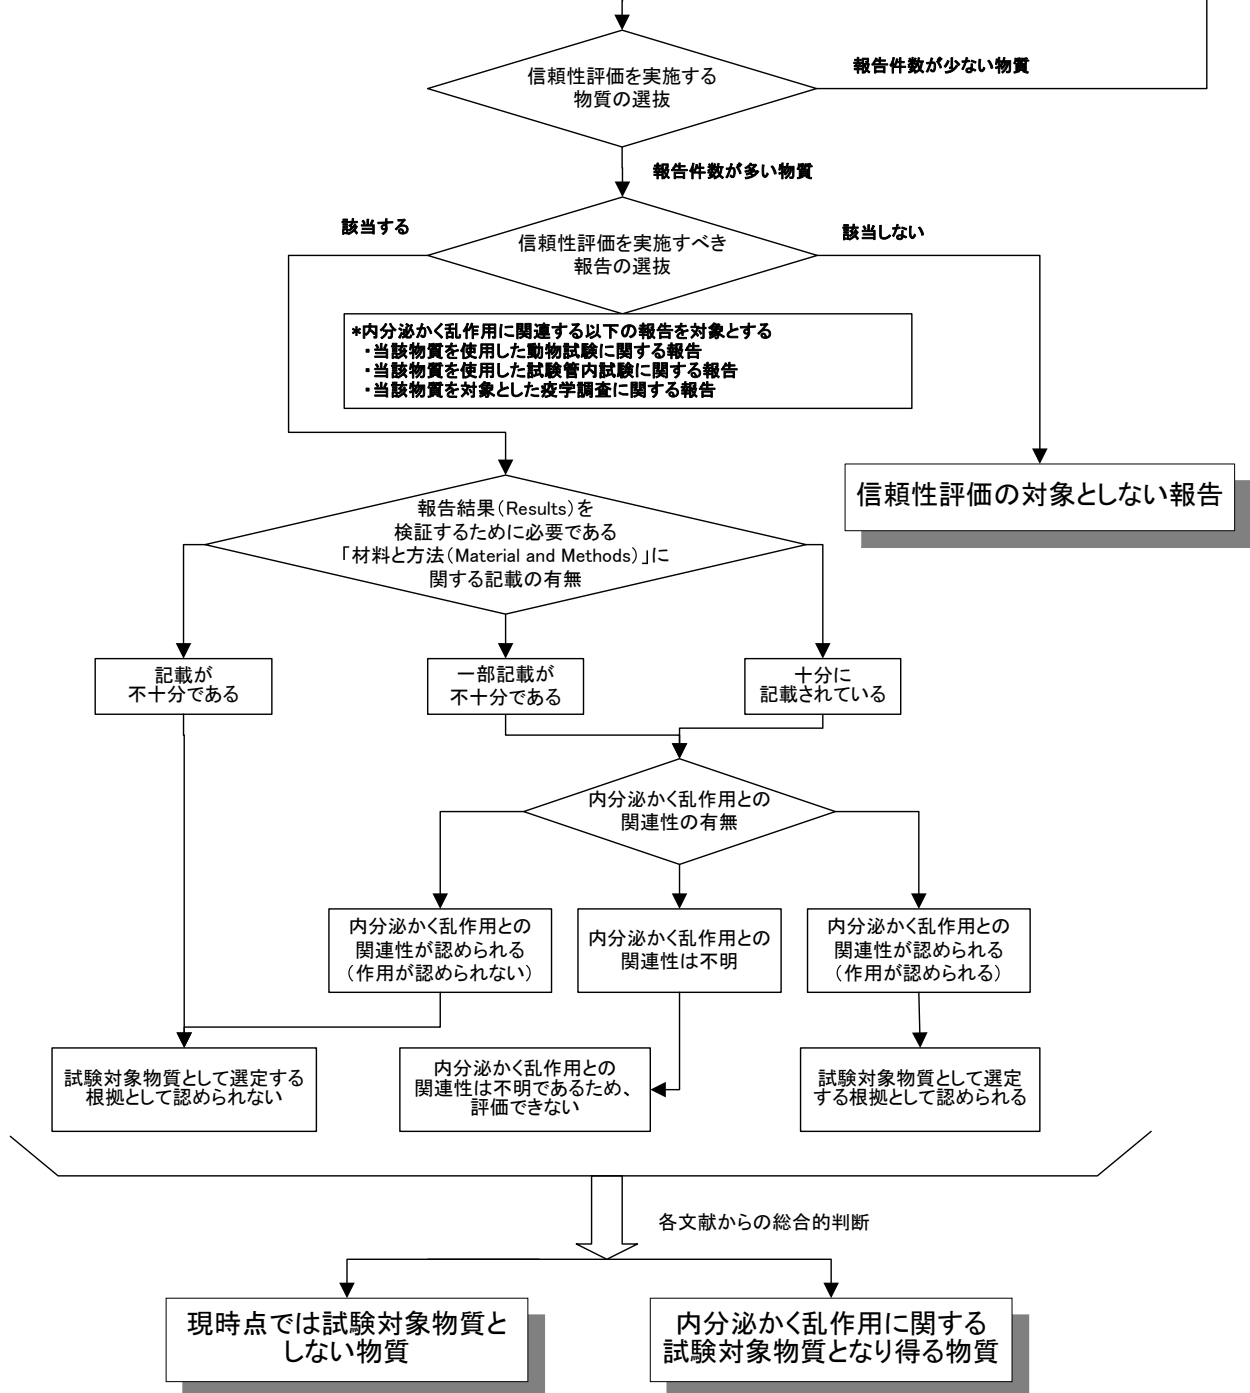 信頼性評価を実施する
物質の選抜
報告件数が少ない物質
報告件数が多い物質
該当する
信頼性評価を実施すべき
報告の選抜
該当しない
*内分泌かく乱作用に関連する以下の報告を対象とする
・当該物質を使用した動物試験に関する報告
・当該物質を使用した試験管内試験に関する報告
・当該物質を対象とした疫学調査に関する報告
信頼性評価の対象としない報告
報告結果（Results）を
検証するために必要である
「材料と方法（Material and Methods）」に
関する記載の有無
記載が
不十分である
一部記載が
不十分である
十分に
記載されている
内分泌かく乱作用との
関連性の有無
内分泌かく乱作用との
関連性が認められる
（作用が認められない）
内分泌かく乱作用との
関連性は不明
内分泌かく乱作用との
関連性が認められる
（作用が認められる）
試験対象物質として選定する
根拠として認められない
内分泌かく乱作用との
関連性は不明であるため、
評価できない
試験対象物質として選定
する根拠として認められる
各文献からの総合的判断
現時点では試験対象物質と
しない物質
内分泌かく乱作用に関する
試験対象物質となり得る物質